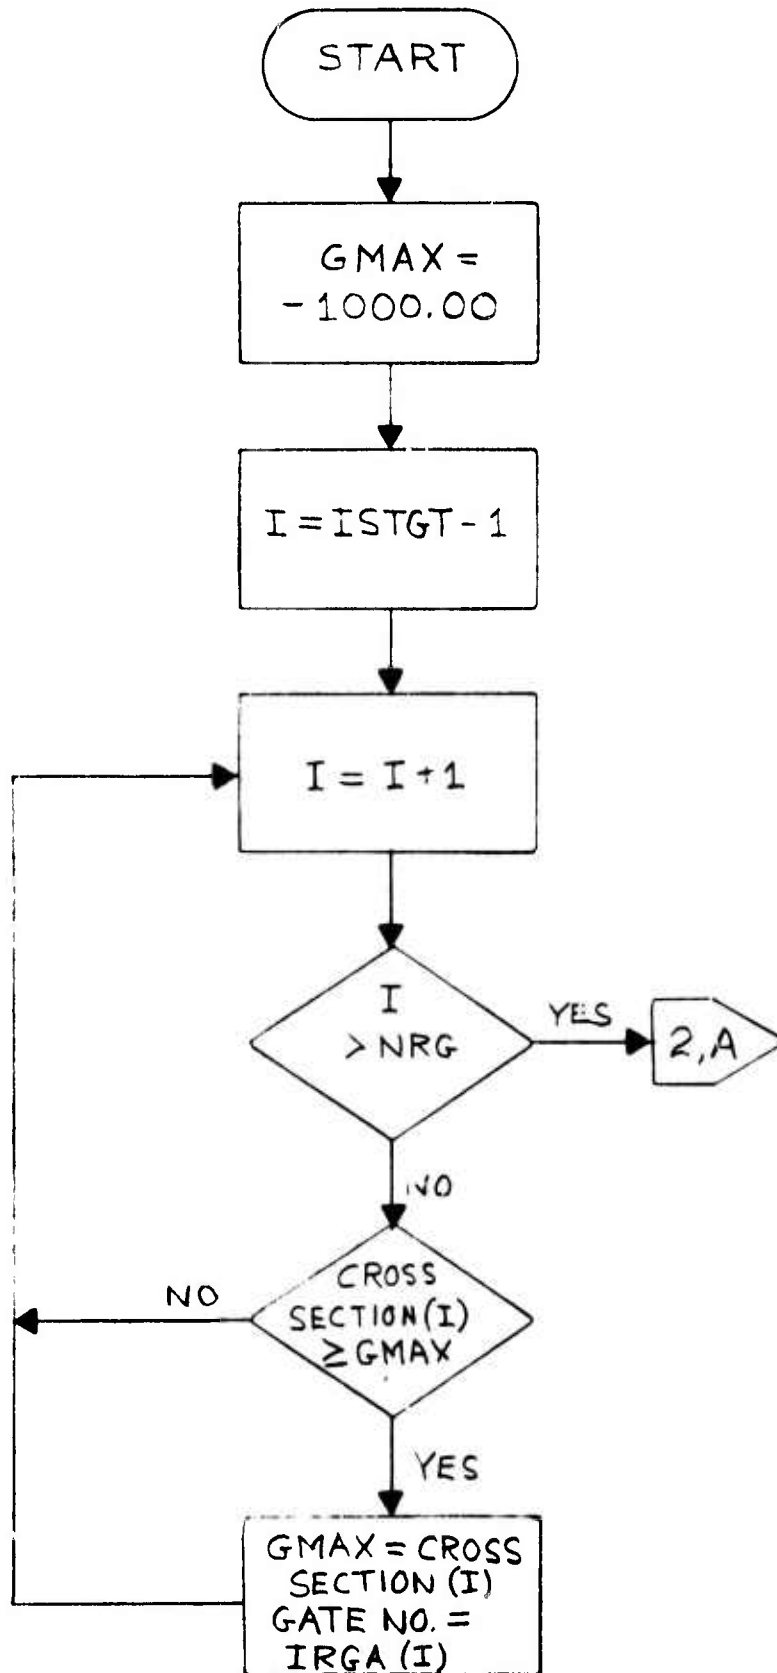 START
GMAX =
-1000.00
I = ISTGT - 1
I = I + 1
I
> NRG
YES
2, A
NO
CROSS
SECTION (I)
≥ GMAX
NO
YES
GMAX = CROSS
SECTION (I)
GATE NO. =
IRGA (I)